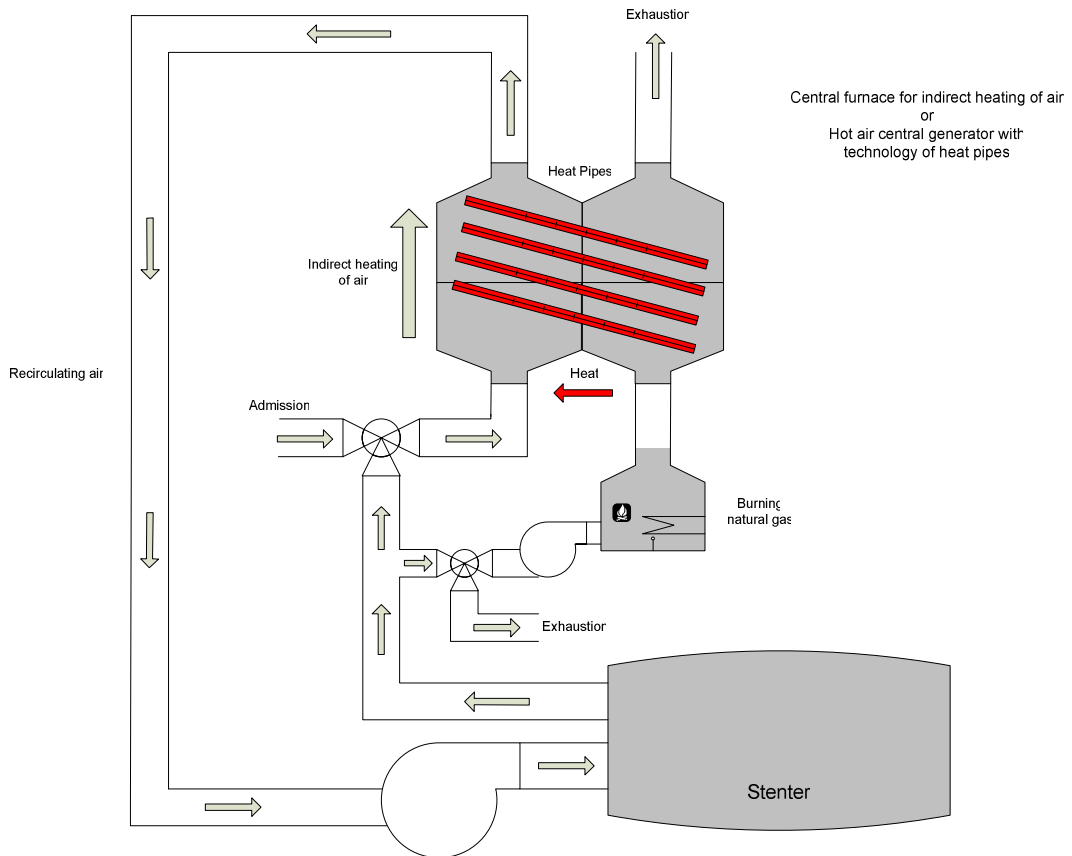 Exhaustion
Central furnace for indirect heating of air
or
Hot air central generator with
technology of heat pipes
Heat Pipes
Indirect heating
of air
Recirculating air
Heat
Admission
Burning
natural gas
Exhaustion
Stenter